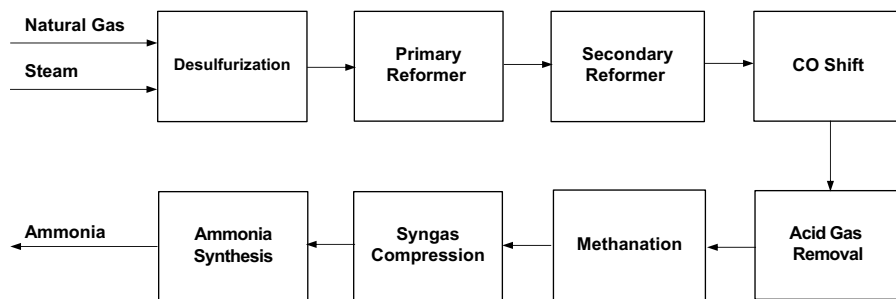 Natural Gas
Steam
Desulfurization
Primary
Reformer
Secondary
Reformer
CO Shift
Ammonia
Ammonia
Synthesis
Syngas
Compression
Methanation
Acid Gas
Removal